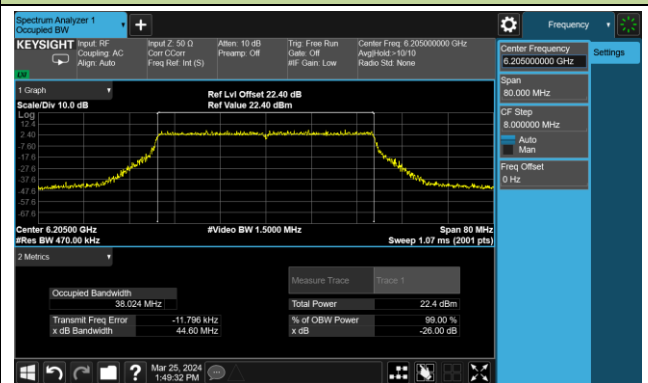 Spectrum Analyzer 1
Occupied BW
Frequency
KEYSIGHT
Input: RF
Coupling: AC
Align: Auto
Input Z: 50 Ω
Corr CCorr
Freq Ref: Int (S)
Atten: 10 dB
Preamp: Off
Trig: Free Run
Gate: Off
#IF Gain: Low
Center Freq: 6.205000000 GHz
Avg|Hold:>10/10
Radio Std: None
1 Graph
Scale/Div 10.0 dB
Ref Lvl Offset 22.40 dB
Ref Value 22.40 dBm
Log
12.4
2.40
-7.60
-17.6
-27.6
-37.6
-47.6
-57.6
-67.6
Center 6.20500 GHz
#Res BW 470.00 kHz
#Video BW 1.5000 MHz
Span 80 MHz
Sweep 1.07 ms (2001 pts)
2 Metrics
Measure Trace
Trace 1
Occupied Bandwidth
38.024 MHz
Total Power
22.4 dBm
Transmit Freq Error
-11.796 kHz
% of OBW Power
99.00 %
x dB Bandwidth
44.60 MHz
x dB
-26.00 dB
Mar 25, 2024
1:49:32 PM
Center Frequency
6.205000000 GHz
Settings
Span
80.000 MHz
CF Step
8.000000 MHz
Auto
Man
Freq Offset
0 Hz